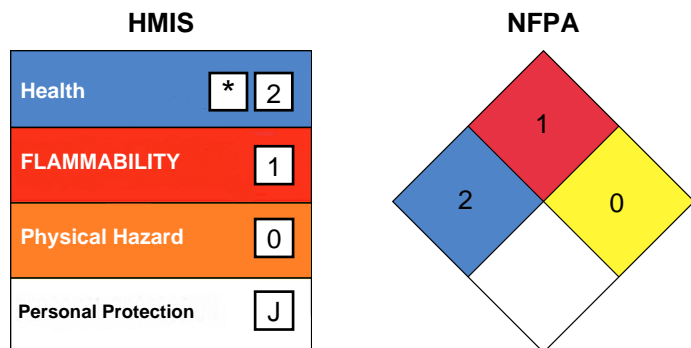 HMIS
Health * 2
FLAMMABILITY 1
Physical Hazard 0
Personal Protection J
NFPA
1
2 0